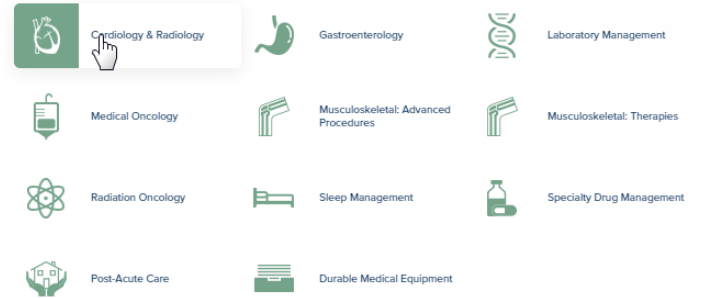 Cardiology & Radiology
Gastroenterology
Laboratory Management
Medical Oncology
Musculoskeletal: Advanced
Procedures
Musculoskeletal: Therapies
Radiation Oncology
Sleep Management
Specialty Drug Management
Post-Acute Care
Durable Medical Equipment